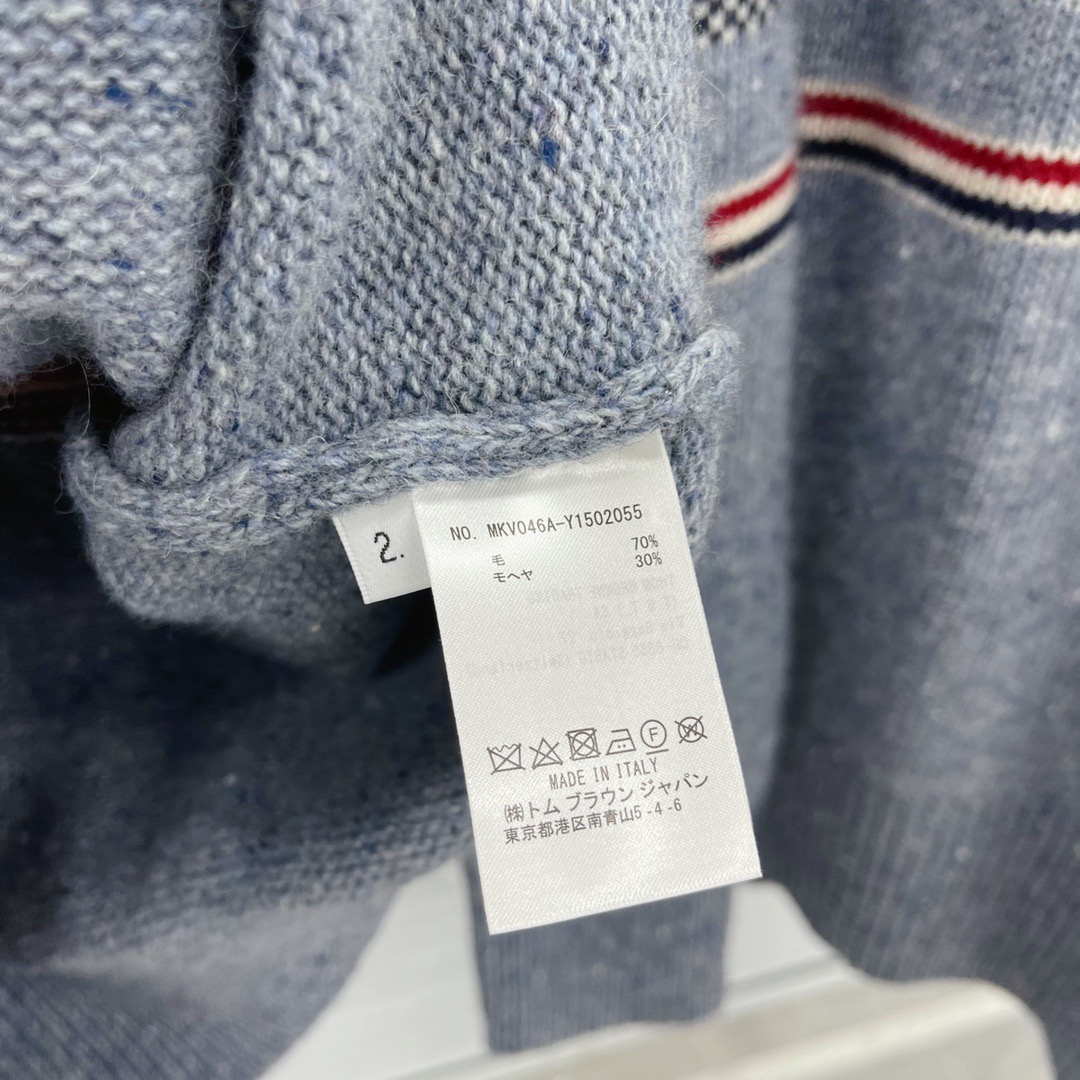 2.
NO. MKV046A-Y1502055
毛 70%
モヘヤ 30%
F
W
MADE IN ITALY
㈱トム ブラウン ジャパン
東京都港区南青山5-4-6